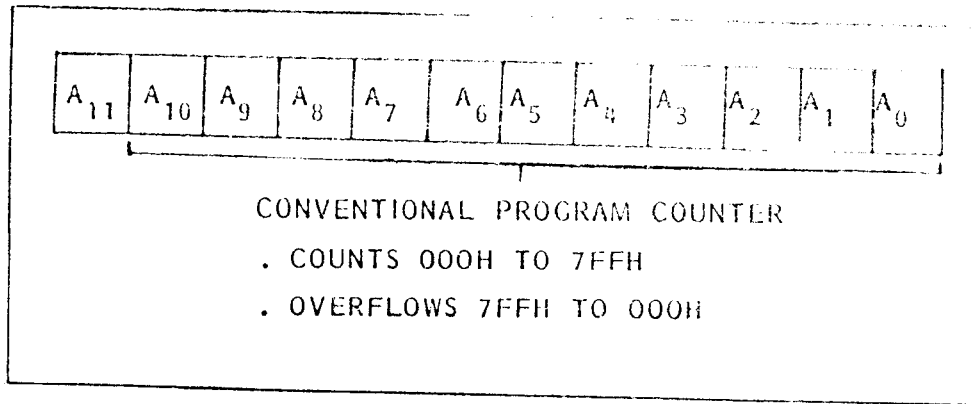 A11 A10 A9 A8 A7 A6 A5 A4 A3 A2 A1 A0
CONVENTIONAL PROGRAM COUNTER
. COUNTS 000H TO 7FFH
. OVERFLOWS 7FFH TO 000H